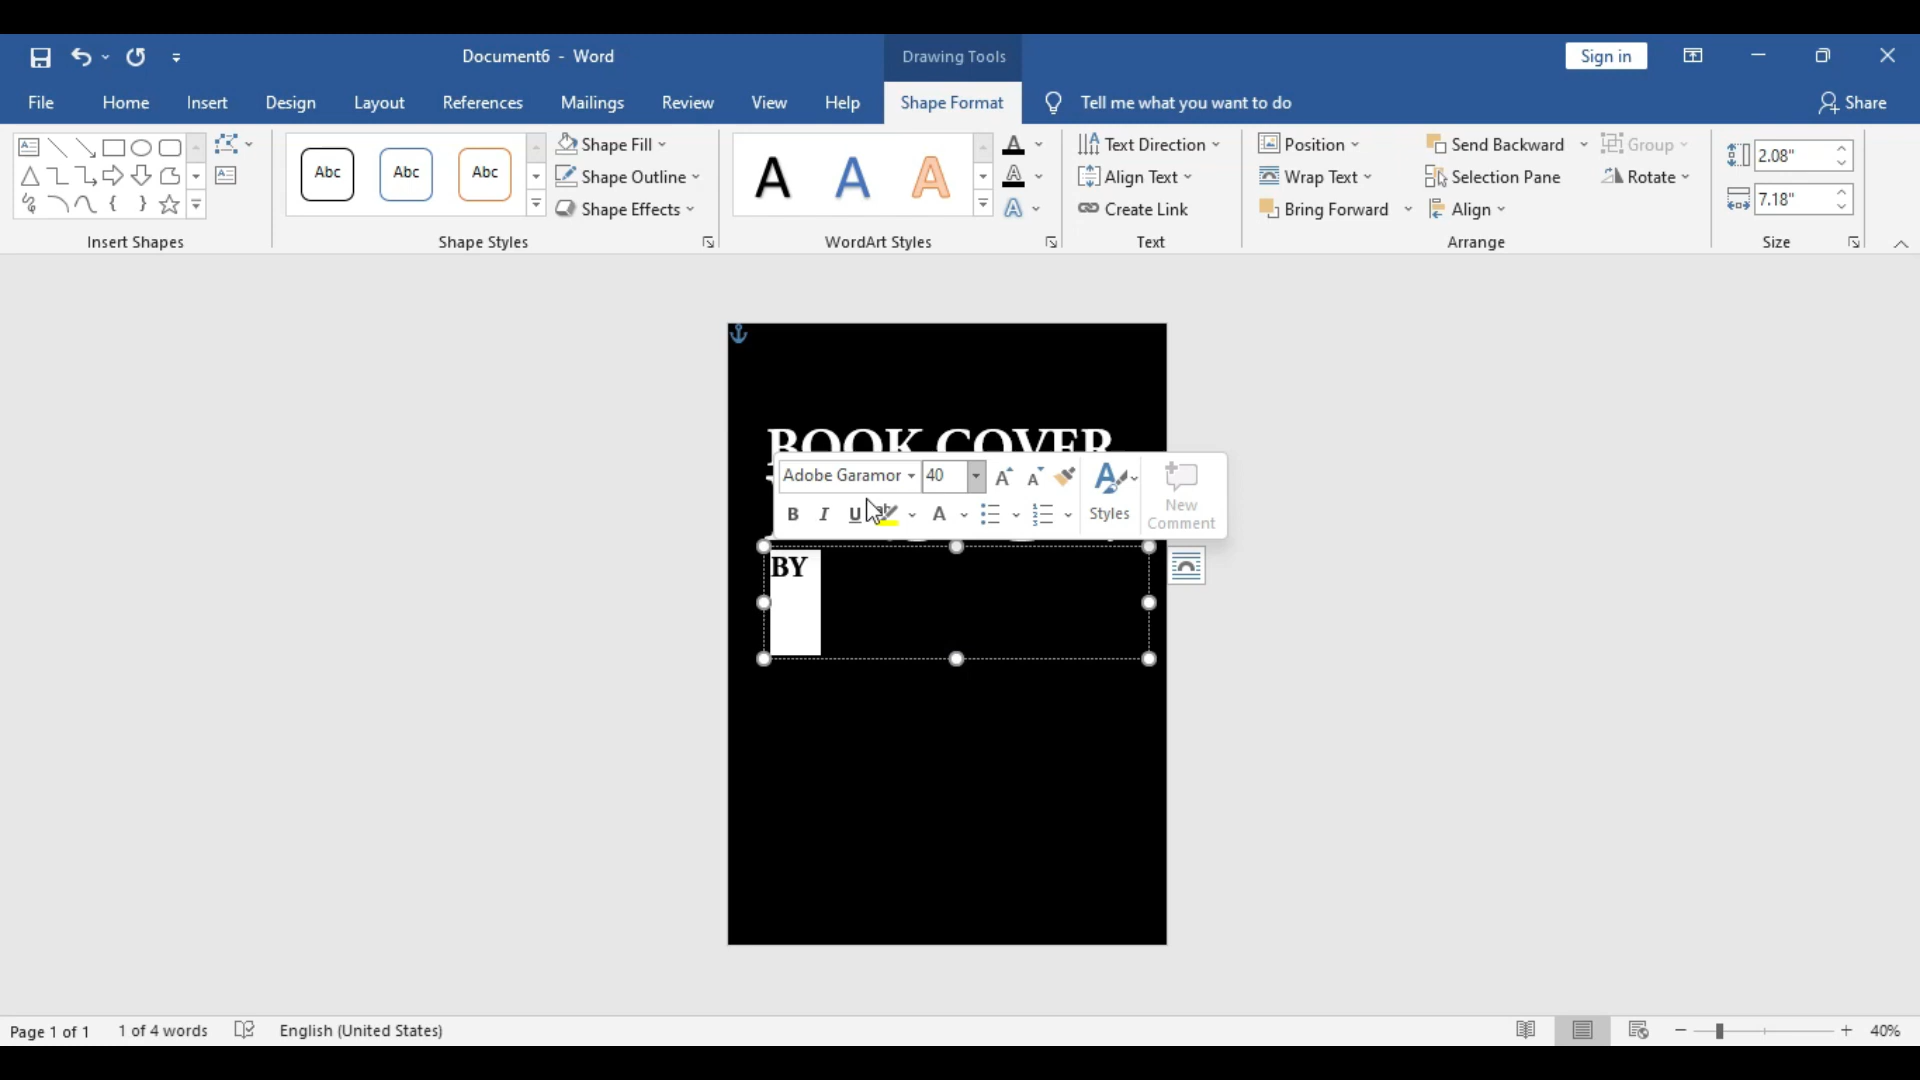 Document6 - Word
Drawing Tools
Sign in
File Home Insert Design Layout References Mailings Review View Help Shape Format Tell me what you want to do Share
Abc Abc Abc
Shape Fill
Shape Outline
Shape Effects
A A A
Text Direction
Align Text
Create Link
Position
Wrap Text
Bring Forward
Send Backward
Selection Pane
Align
Group
Rotate
2.08"
7.18"
Insert Shapes Shape Styles WordArt Styles Text Arrange Size
BOOK COVER
Adobe Garamor 40
B I U ab A Styles New Comment
BY
Page 1 of 1 1 of 4 words English (United States) 40%